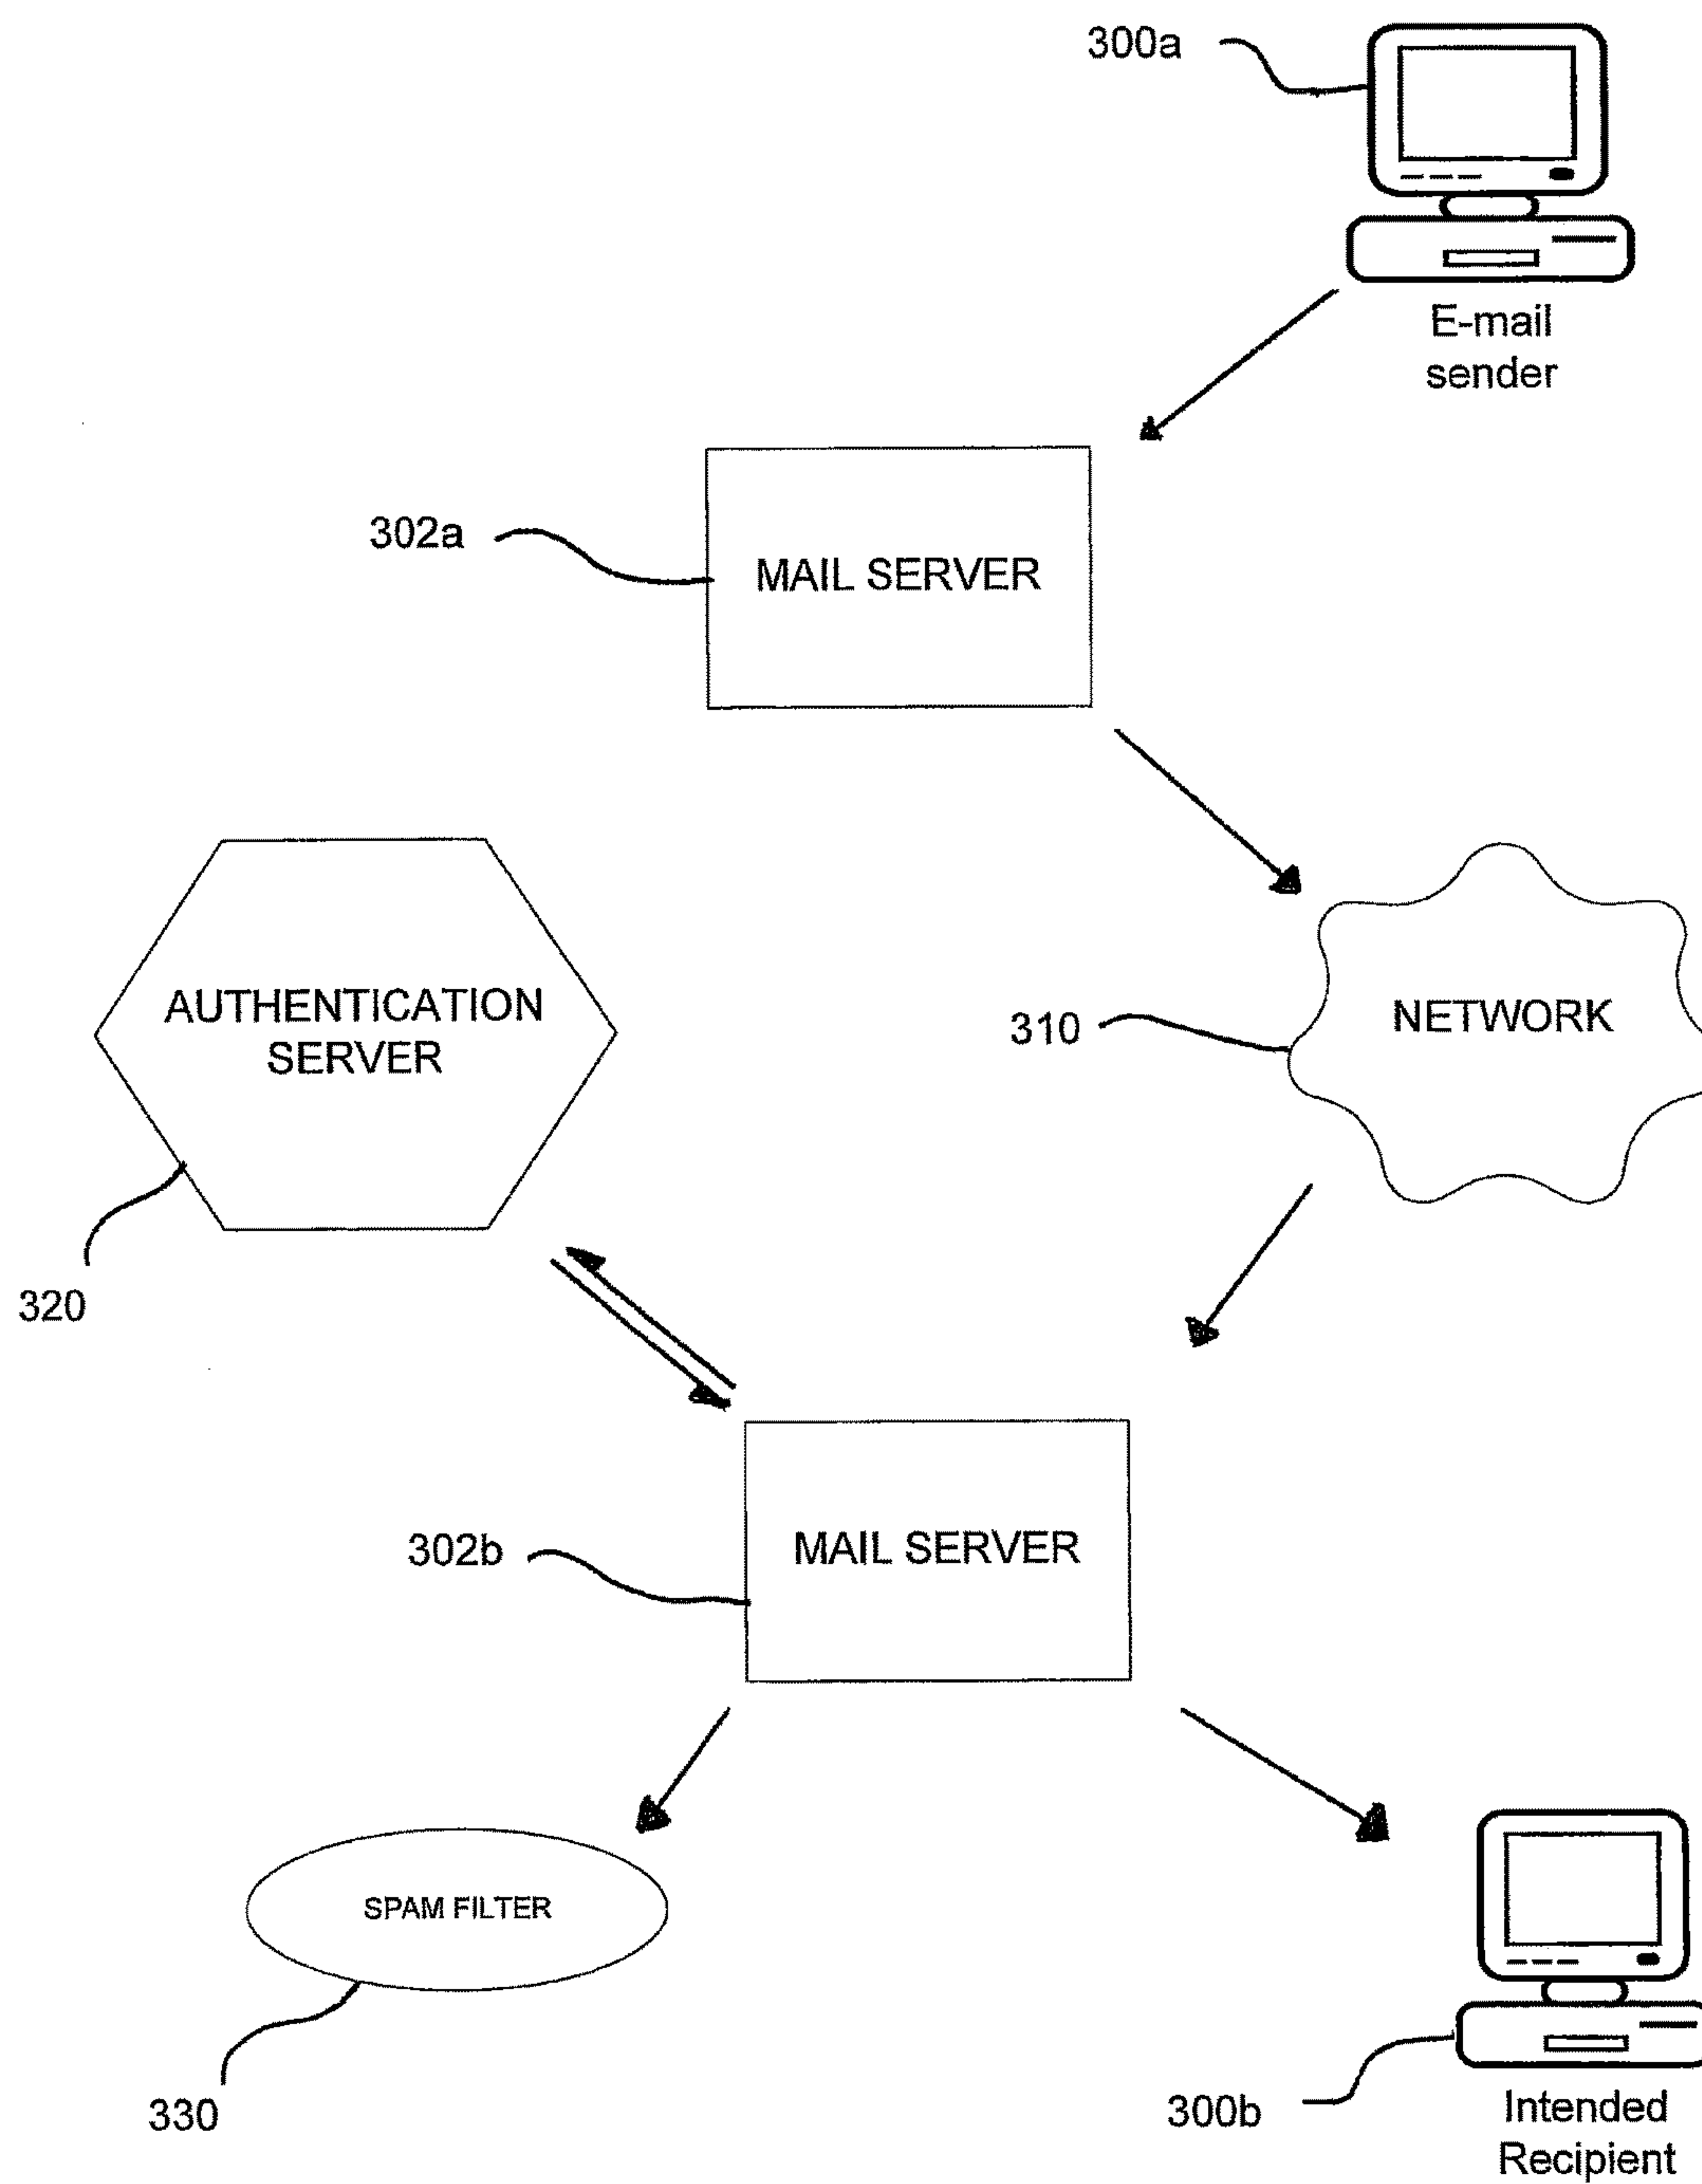 300a
E-mail
sender
302a
MAIL SERVER
AUTHENTICATION
SERVER
310
NETWORK
320
302b
MAIL SERVER
SPAM FILTER
330
300b
Intended
Recipient